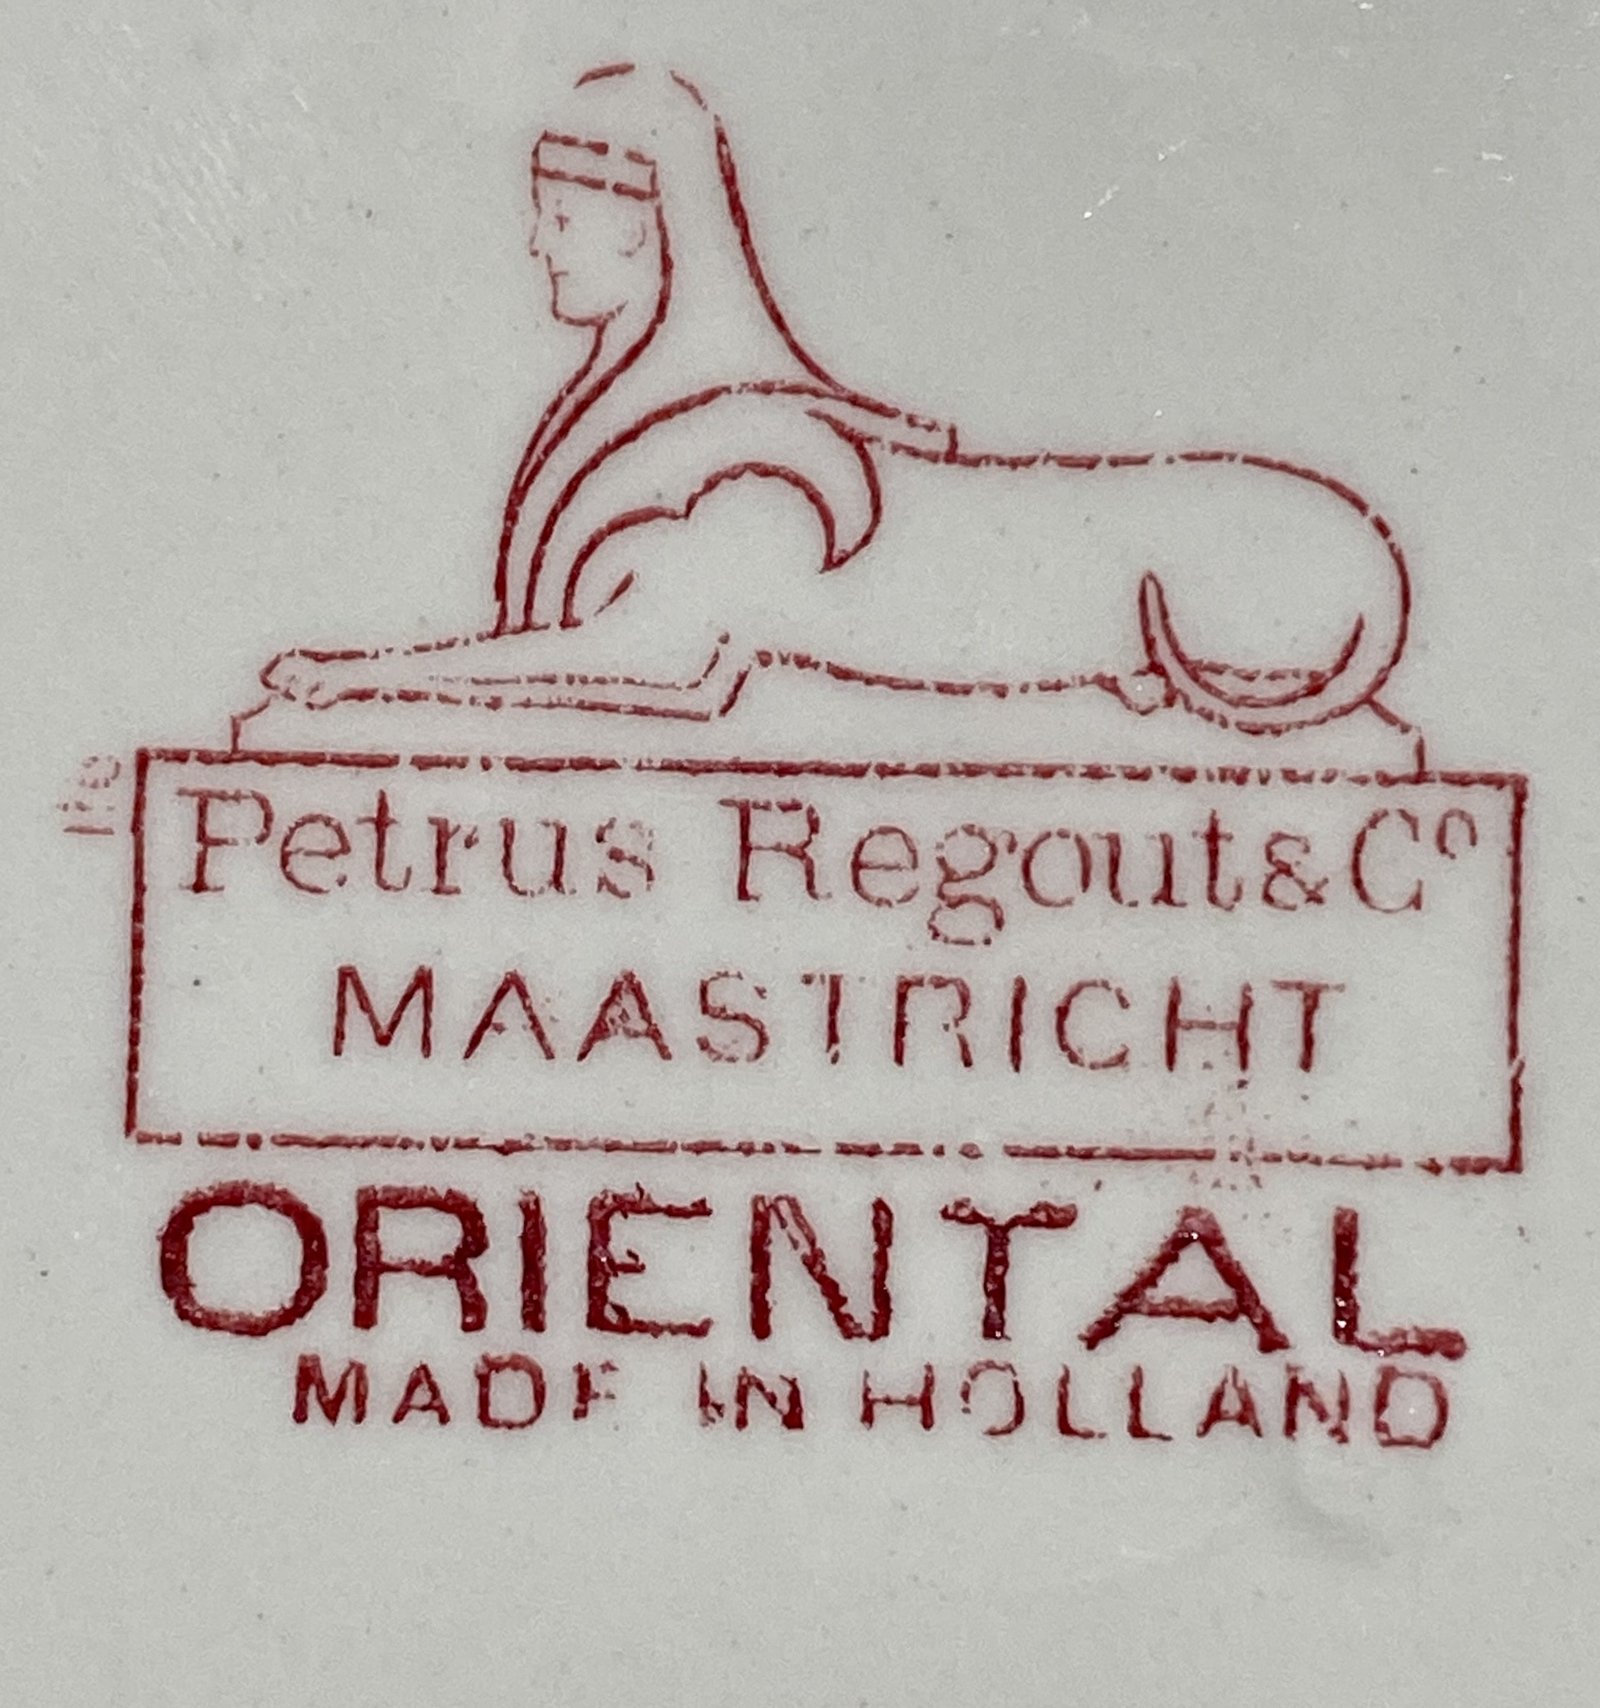 Petrus Regout & Co
MAASTRICHT
ORIENTAL
MADE IN HOLLAND